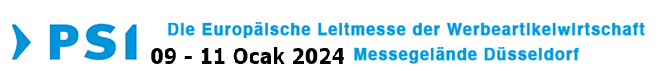 Die Europäische Leitmesse der Werbeartikelwirtschaft
PSI
09 - 11 Ocak 2024 Messegelände Düsseldorf